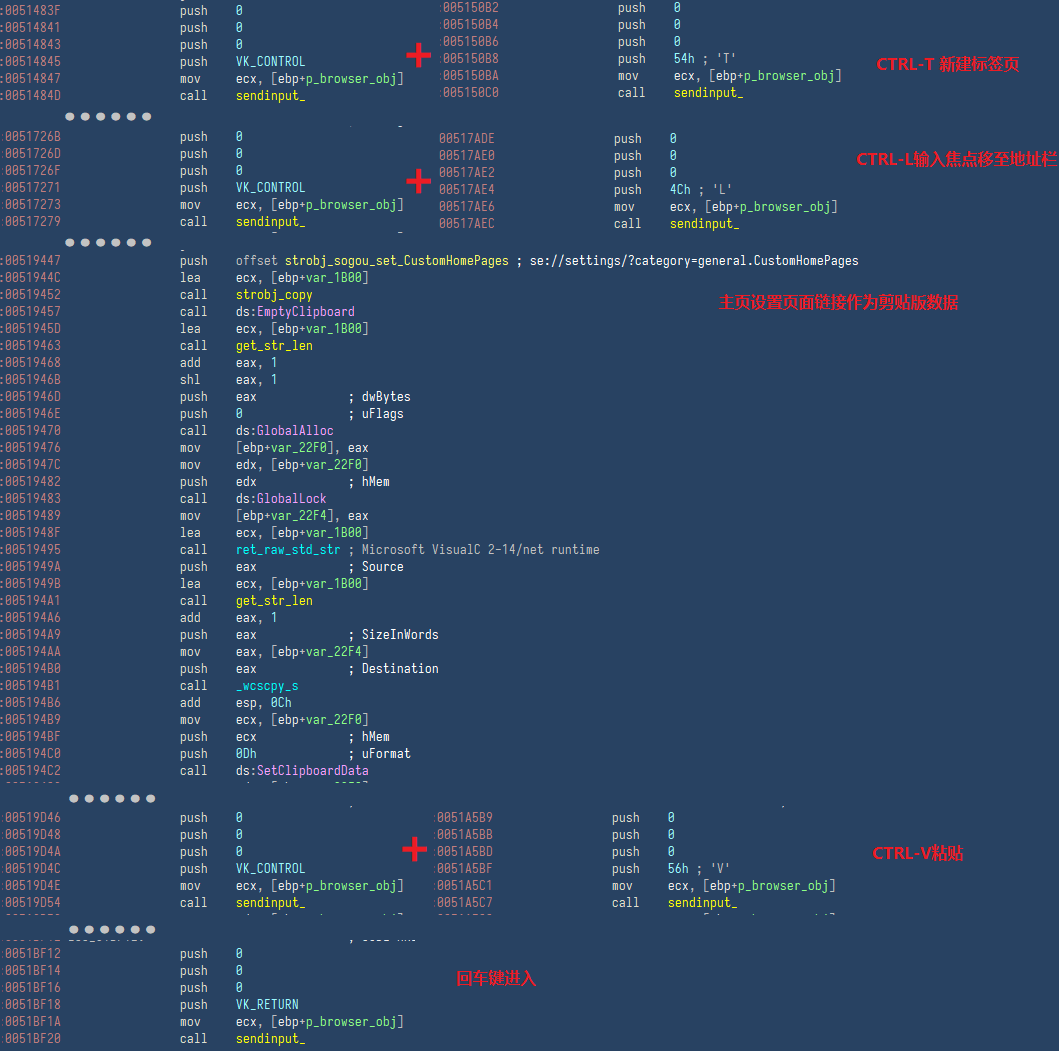 :0051483F push 0 :005150B2 push 0
:00514841 push 0 :005150B4 push 0
:00514843 push 0 :005150B6 push 0
:00514845 push VK_CONTROL :005150B8 push 54h ; 'T'
:00514847 mov ecx, [ebp+p_browser_obj] :005150BA mov ecx, [ebp+p_browser_obj]
:0051484D call sendinput_ :005150C0 call sendinput_
CTRL-T 新建标签页
:0051726B push 0 00517ADE push 0
:0051726D push 0 00517AE0 push 0
:0051726F push 0 00517AE2 push 0
:00517271 push VK_CONTROL 00517AE4 push 4Ch ; 'L'
:00517273 mov ecx, [ebp+p_browser_obj] 00517AE6 mov ecx, [ebp+p_browser_obj]
:00517279 call sendinput_ 00517AEC call sendinput_
CTRL-L输入焦点移至地址栏
:00519447 push offset strobj_sogou_set_CustomHomePages ; se://settings/?category=general.CustomHomePages
:0051944C lea ecx, [ebp+var_1B00]
:00519452 call strobj_copy
主页设置页面链接作为剪贴版数据
:00519457 call ds:EmptyClipboard
:0051945D lea ecx, [ebp+var_1B00]
:00519463 call get_str_len
:00519468 add eax, 1
:0051946B shl eax, 1
:0051946D push eax ; dwBytes
:0051946E push 0 ; uFlags
:00519470 call ds:GlobalAlloc
:00519476 mov [ebp+var_22F0], eax
:0051947C mov edx, [ebp+var_22F0]
:00519482 push edx ; hMem
:00519483 call ds:GlobalLock
:00519489 mov [ebp+var_22F4], eax
:0051948F lea ecx, [ebp+var_1B00]
:00519495 call ret_raw_std_str ; Microsoft VisualC 2-14/net runtime
:0051949A push eax ; Source
:0051949B lea ecx, [ebp+var_1B00]
:005194A1 call get_str_len
:005194A6 add eax, 1
:005194A9 push eax ; SizeInWords
:005194AA mov eax, [ebp+var_22F4]
:005194B0 push eax ; Destination
:005194B1 call _wcscpy_s
:005194B6 add esp, 0Ch
:005194B9 mov ecx, [ebp+var_22F0]
:005194BF push ecx ; hMem
:005194C0 push 0Dh ; uFormat
:005194C2 call ds:SetClipboardData
:00519D46 push 0 :0051A5B9 push 0
:00519D48 push 0 :0051A5BB push 0
:00519D4A push 0 :0051A5BD push 0
:00519D4C push VK_CONTROL :0051A5BF push 56h ; 'V'
:00519D4E mov ecx, [ebp+p_browser_obj] :0051A5C1 mov ecx, [ebp+p_browser_obj]
:00519D54 call sendinput_ :0051A5C7 call sendinput_
CTRL-V粘贴
:0051BF12 push 0
:0051BF14 push 0
:0051BF16 push 0
回车键进入
:0051BF18 push VK_RETURN
:0051BF1A mov ecx, [ebp+p_browser_obj]
:0051BF20 call sendinput_